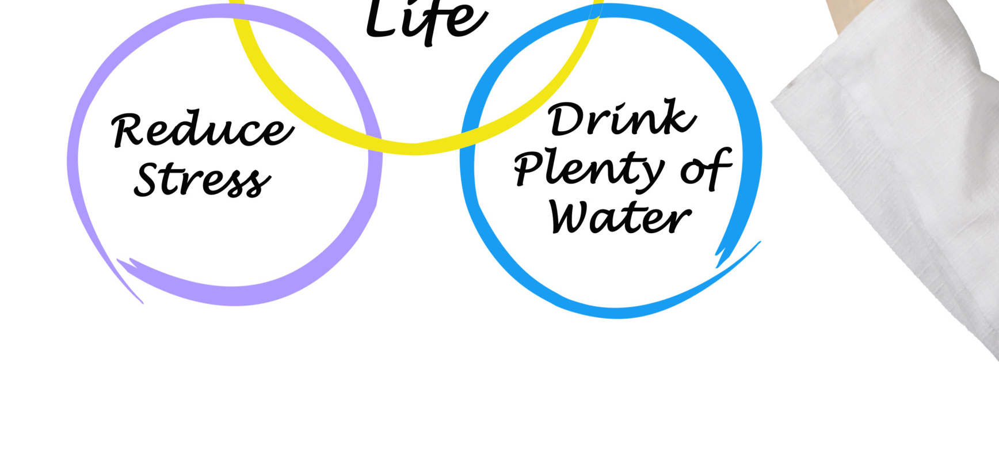 Life
Reduce
Stress
Drink
Plenty of
Water